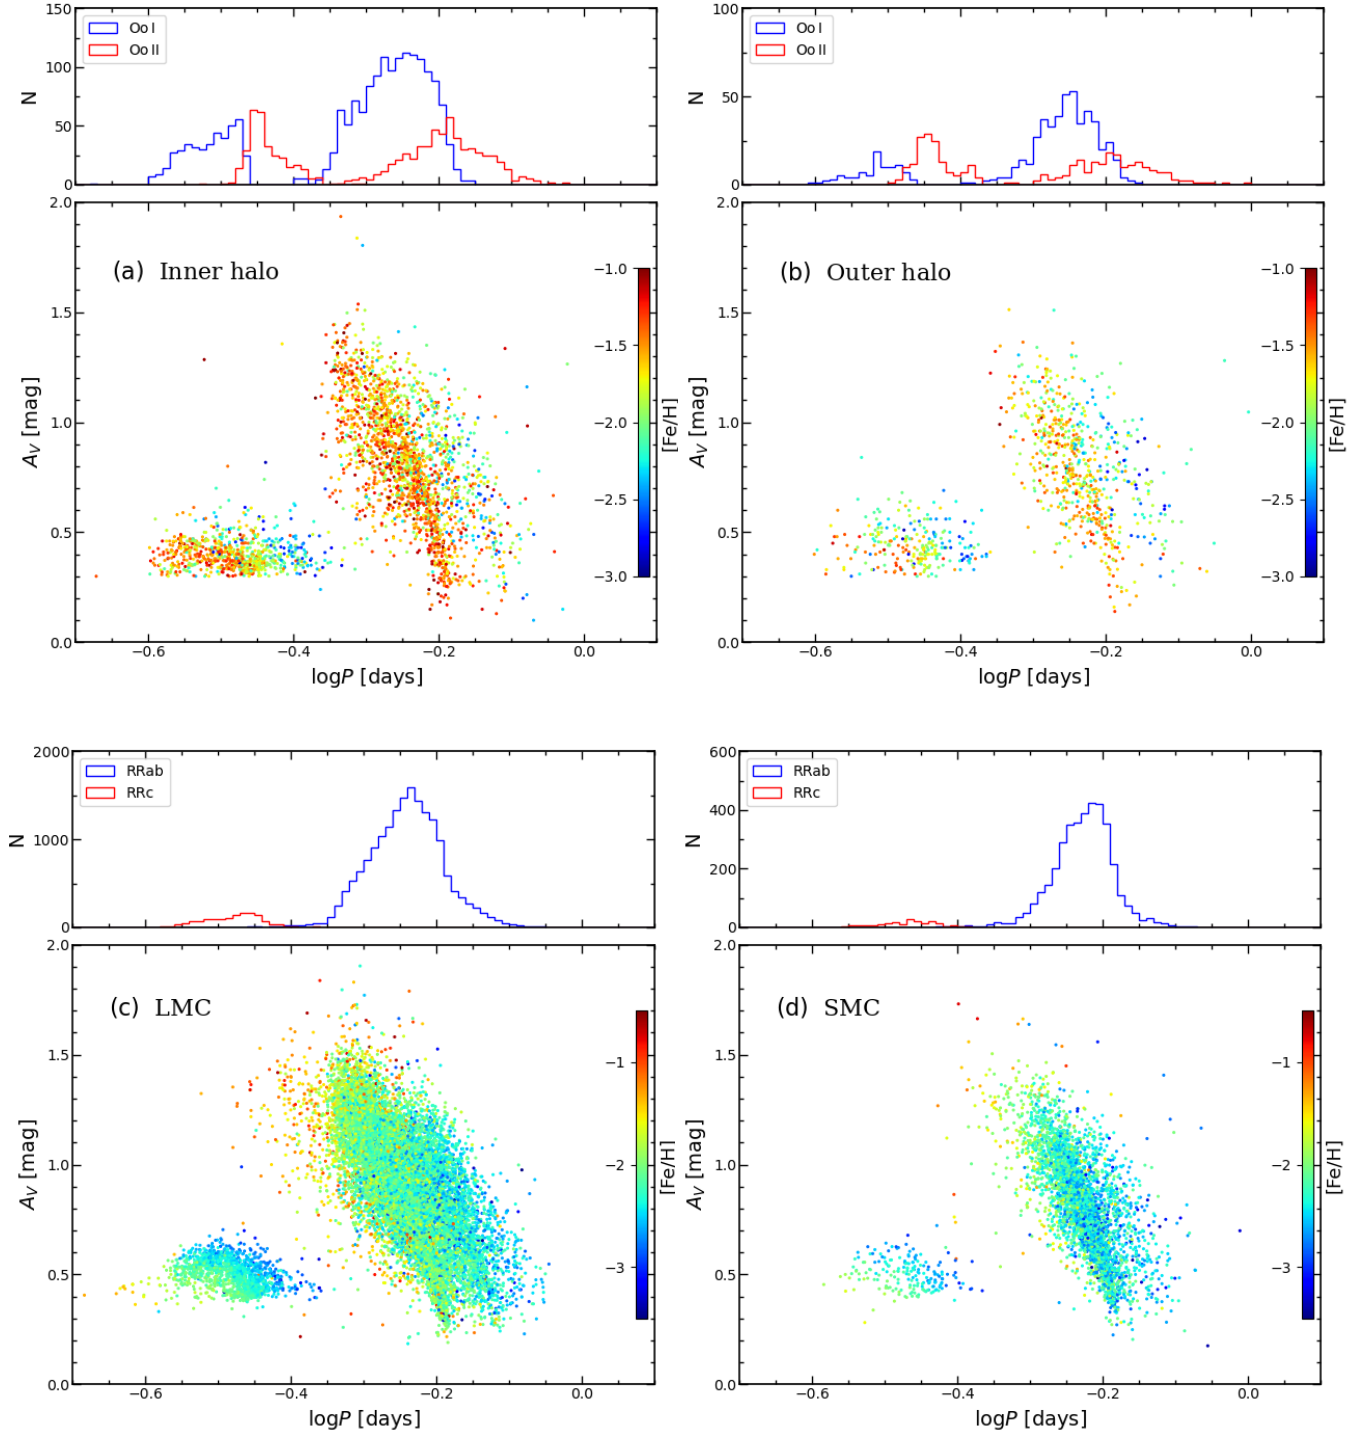 150
100
50
0
N
Oo I
Oo II
100
50
0
N
Oo I
Oo II
2.0
1.5
1.0
0.5
0.0
A_V [mag]
(a) Inner halo
−1.0
−1.5
−2.0
−2.5
−3.0
[Fe/H]
−0.6 −0.4 −0.2 0.0
logP [days]
2.0
1.5
1.0
0.5
0.0
A_V [mag]
(b) Outer halo
−1.0
−1.5
−2.0
−2.5
−3.0
[Fe/H]
−0.6 −0.4 −0.2 0.0
logP [days]
2000
1000
0
N
RRab
RRc
600
400
200
0
N
RRab
RRc
2.0
1.5
1.0
0.5
0.0
A_V [mag]
(c) LMC
−1
−2
−3
[Fe/H]
−0.6 −0.4 −0.2 0.0
logP [days]
2.0
1.5
1.0
0.5
0.0
A_V [mag]
(d) SMC
−1
−2
−3
[Fe/H]
−0.6 −0.4 −0.2 0.0
logP [days]